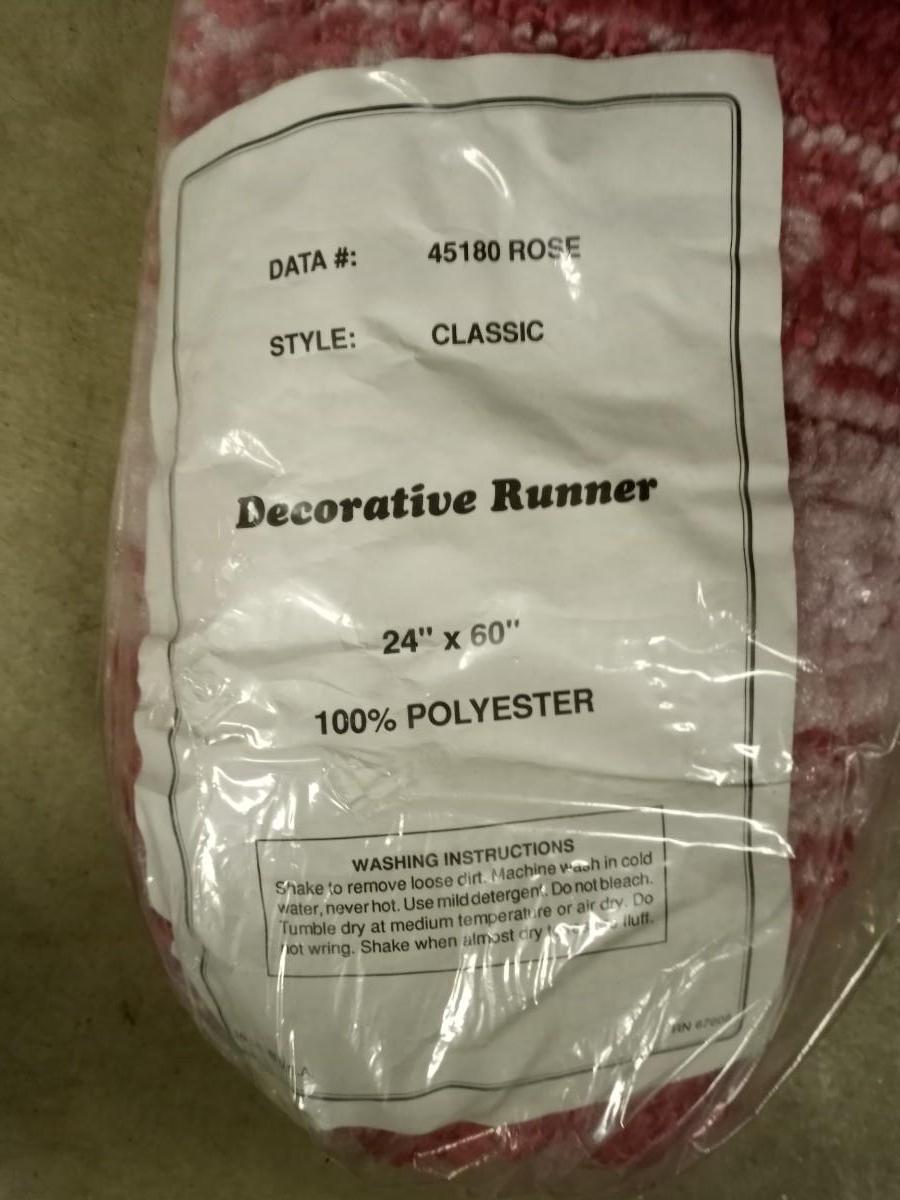 DATA #: 45180 ROSE
STYLE: CLASSIC
Decorative Runner
24" x 60"
100% POLYESTER
WASHING INSTRUCTIONS
Shake to remove loose dirt. Machine wash in cold
water, never hot. Use mild detergent. Do not bleach.
Tumble dry at medium temperature or air dry. Do
not wring. Shake when almost dry fluff.
RN